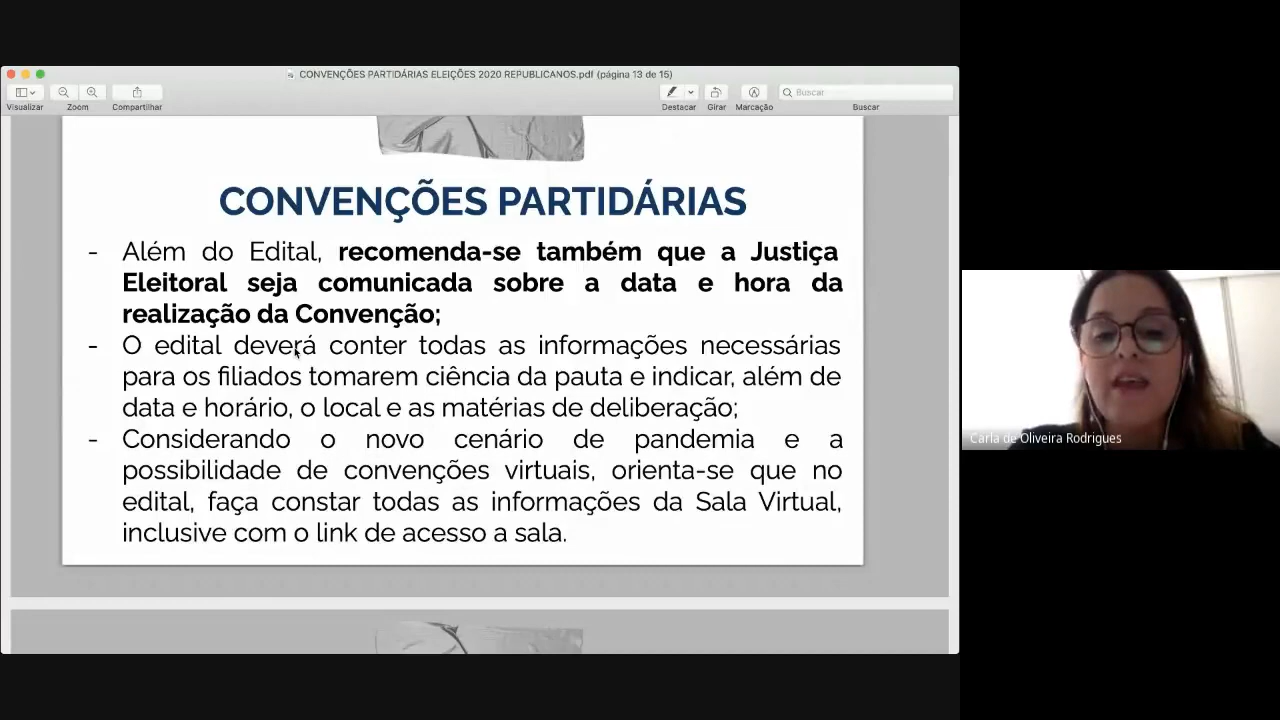 CONVENÇÕES PARTIDÁRIAS ELEIÇÕES 2020 REPUBLICANOS.pdf (página 13 de 15)
Visualizar Zoom Compartilhar Destacar Girar Marcação Buscar
Buscar
CONVENÇÕES PARTIDÁRIAS
- Além do Edital, recomenda-se também que a Justiça
Eleitoral seja comunicada sobre a data e hora da
realização da Convenção;
- O edital deverá conter todas as informações necessárias
para os filiados tomarem ciência da pauta e indicar, além de
data e horário, o local e as matérias de deliberação;
- Considerando o novo cenário de pandemia e a
possibilidade de convenções virtuais, orienta-se que no
edital, faça constar todas as informações da Sala Virtual,
inclusive com o link de acesso a sala.
Carla de Oliveira Rodrigues